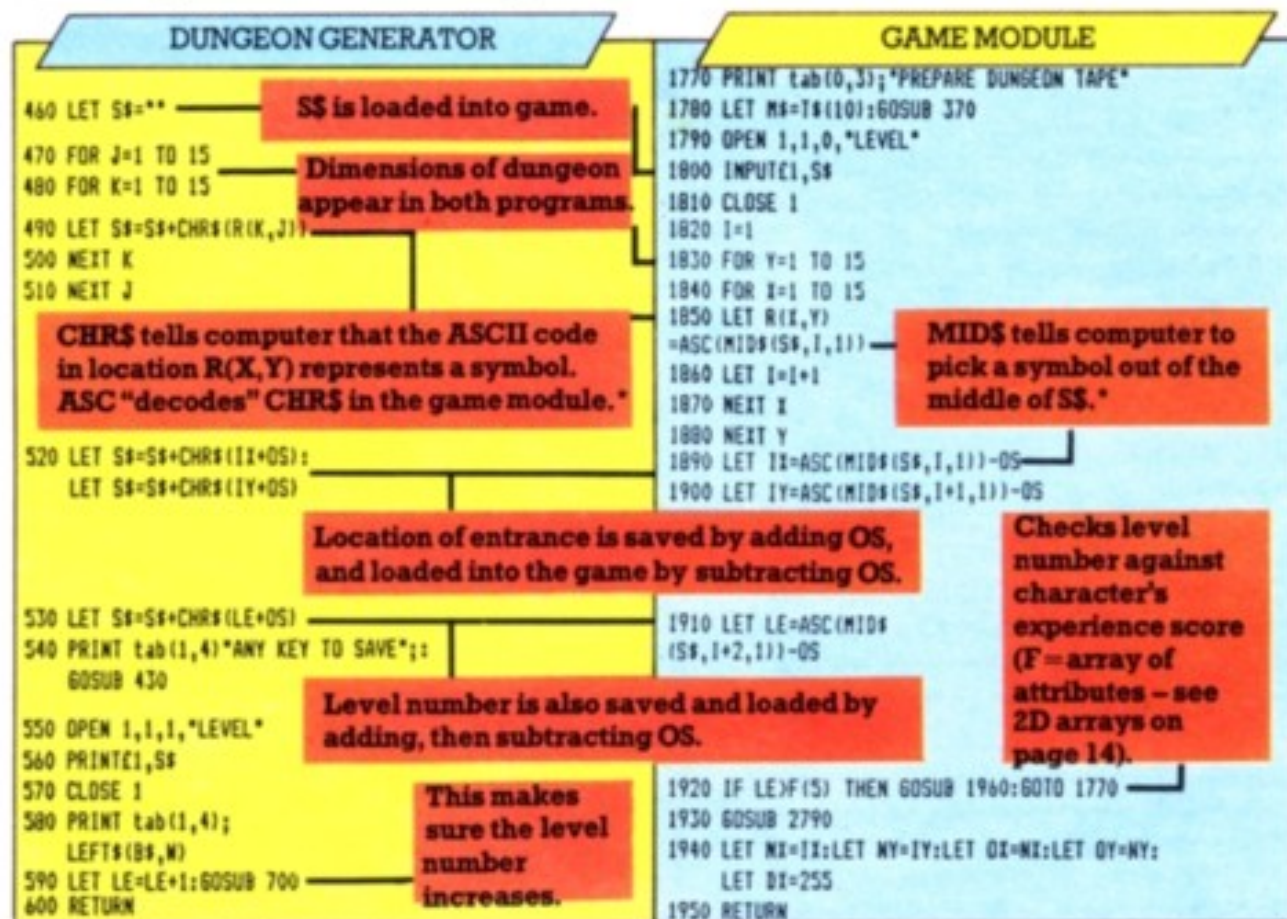 DUNGEON GENERATOR
460 LET S$=""
S$ is loaded into game.
470 FOR J=1 TO 15
480 FOR K=1 TO 15
Dimensions of dungeon
appear in both programs.
490 LET S$=S$+CHR$(R(K,J))
500 NEXT K
510 NEXT J
CHR$ tells computer that the ASCII code
in location R(X,Y) represents a symbol.
ASC "decodes" CHR$ in the game module.*
520 LET S$=S$+CHR$(IX+OS):
LET S$=S$+CHR$(IY+OS)
Location of entrance is saved by adding OS,
and loaded into the game by subtracting OS.
530 LET S$=S$+CHR$(LE+OS)
540 PRINT tab(1,4)"ANY KEY TO SAVE";:
GOSUB 430
Level number is also saved and loaded by
adding, then subtracting OS.
550 OPEN 1,1,1,"LEVEL"
560 PRINT£1,S$
570 CLOSE 1
580 PRINT tab(1,4);
LEFT$(B$,W)
590 LET LE=LE+1:GOSUB 700
600 RETURN
This makes
sure the level
number
increases.
GAME MODULE
1770 PRINT tab(0,3);"PREPARE DUNGEON TAPE"
1780 LET M$=T$(10):GOSUB 370
1790 OPEN 1,1,0,"LEVEL"
1800 INPUT£1,S$
1810 CLOSE 1
1820 I=1
1830 FOR Y=1 TO 15
1840 FOR X=1 TO 15
1850 LET R(X,Y)
=ASC(MID$(S$,I,1))
MID$ tells computer to
pick a symbol out of the
middle of S$.*
1860 LET I=I+1
1870 NEXT X
1880 NEXT Y
1890 LET IX=ASC(MID$(S$,I,1))-OS
1900 LET IY=ASC(MID$(S$,I+1,1))-OS
Checks level
number against
character's
experience score
(F = array of
attributes – see
2D arrays on
page 14).
1910 LET LE=ASC(MID$
(S$,I+2,1))-OS
1920 IF LE>F(5) THEN GOSUB 1960:GOTO 1770
1930 GOSUB 2790
1940 LET NX=IX:LET NY=IY:LET OX=NX:LET OY=NY:
LET DX=255
1950 RETURN